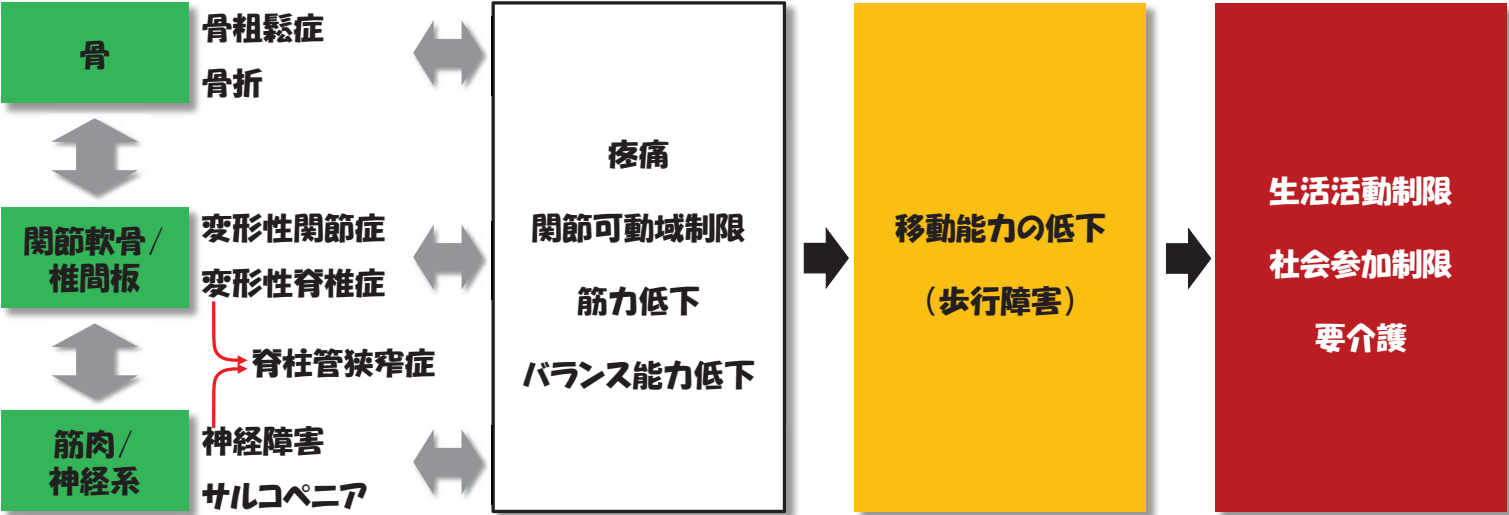 骨
骨粗鬆症
骨折
関節軟骨/
椎間板
変形性関節症
変形性脊椎症
脊柱管狭窄症
筋肉/
神経系
神経障害
サルコペニア
疼痛
関節可動域制限
筋力低下
バランス能力低下
移動能力の低下
(歩行障害)
生活活動制限
社会参加制限
要介護